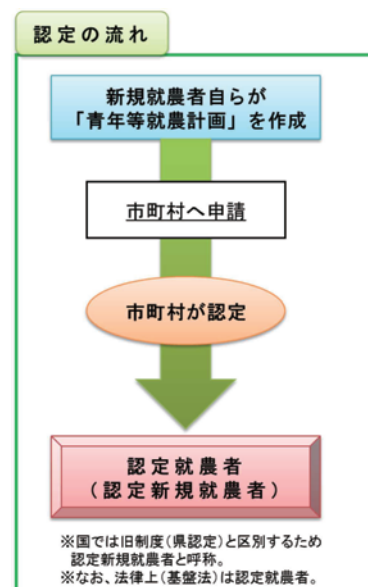 認定の流れ
新規就農者自らが
「青年等就農計画」を作成
市町村へ申請
市町村が認定
認定就農者
(認定新規就農者)
※国では旧制度(県認定)と区別するため
認定新規就農者と呼称。
※なお、法律上(基盤法)は認定就農者。